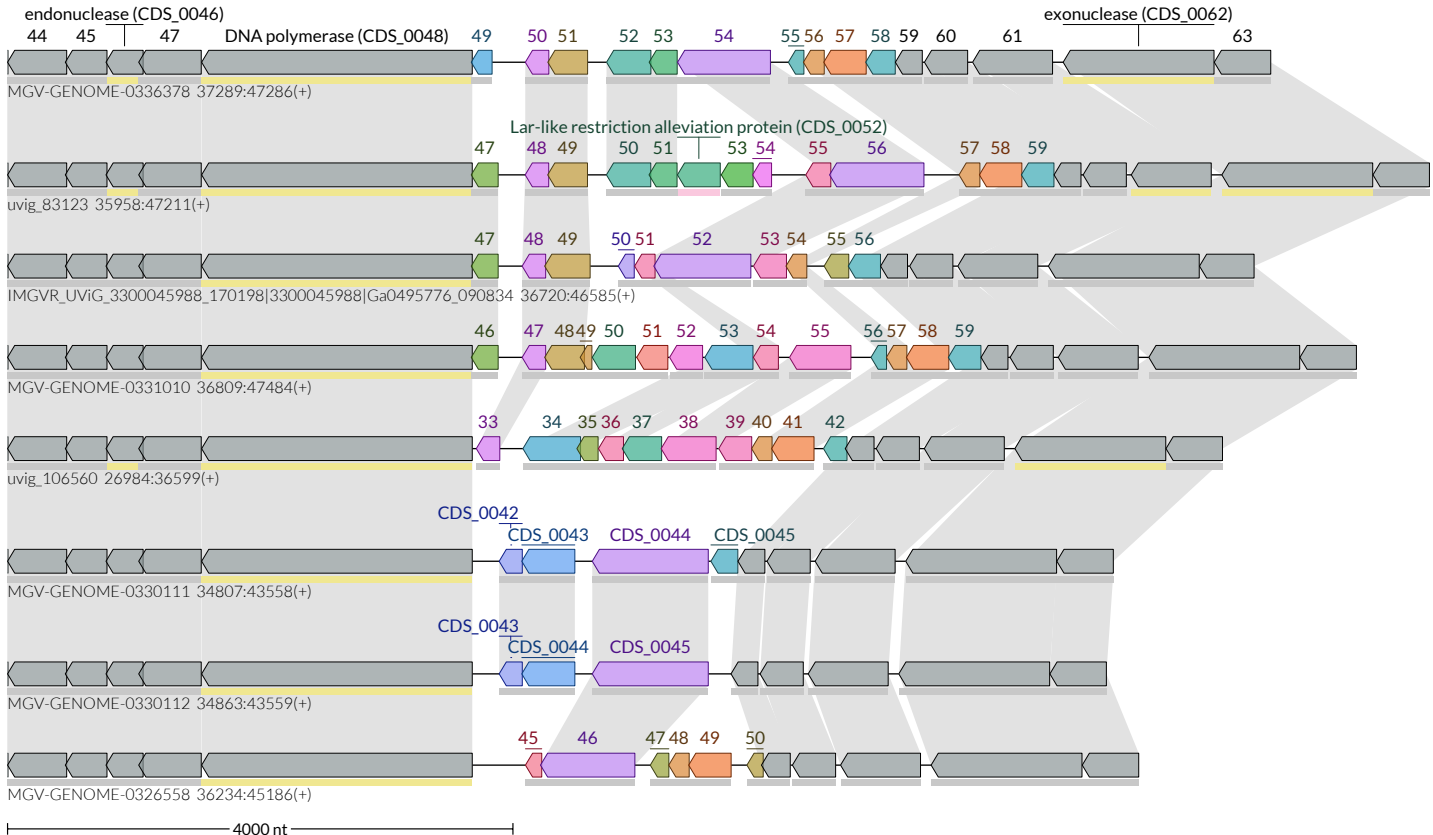 endonuclease (CDS_0046) exonuclease (CDS_0062)
44 45 47 DNA polymerase (CDS_0048) 49 50 51 52 53 54 55 56 57 58 59 60 61 63
MGV-GENOME-0336378 37289:47286(+)
Lar-like restriction alleviation protein (CDS_0052)
47 48 49 50 51 53 54 55 56 57 58 59
uvig_83123 35958:47211(+)
47 48 49 50 51 52 53 54 55 56
IMGVR_UViG_3300045988_170198|3300045988|Ga0495776_090834 36720:46585(+)
46 47 48 49 50 51 52 53 54 55 56 57 58 59
MGV-GENOME-0331010 36809:47484(+)
33 34 35 36 37 38 39 40 41 42
uvig_106560 26984:36599(+)
CDS_0042
CDS_0043 CDS_0044 CDS_0045
MGV-GENOME-0330111 34807:43558(+)
CDS_0043
CDS_0044 CDS_0045
MGV-GENOME-0330112 34863:43559(+)
45 46 47 48 49 50
MGV-GENOME-0326558 36234:45186(+)
4000 nt